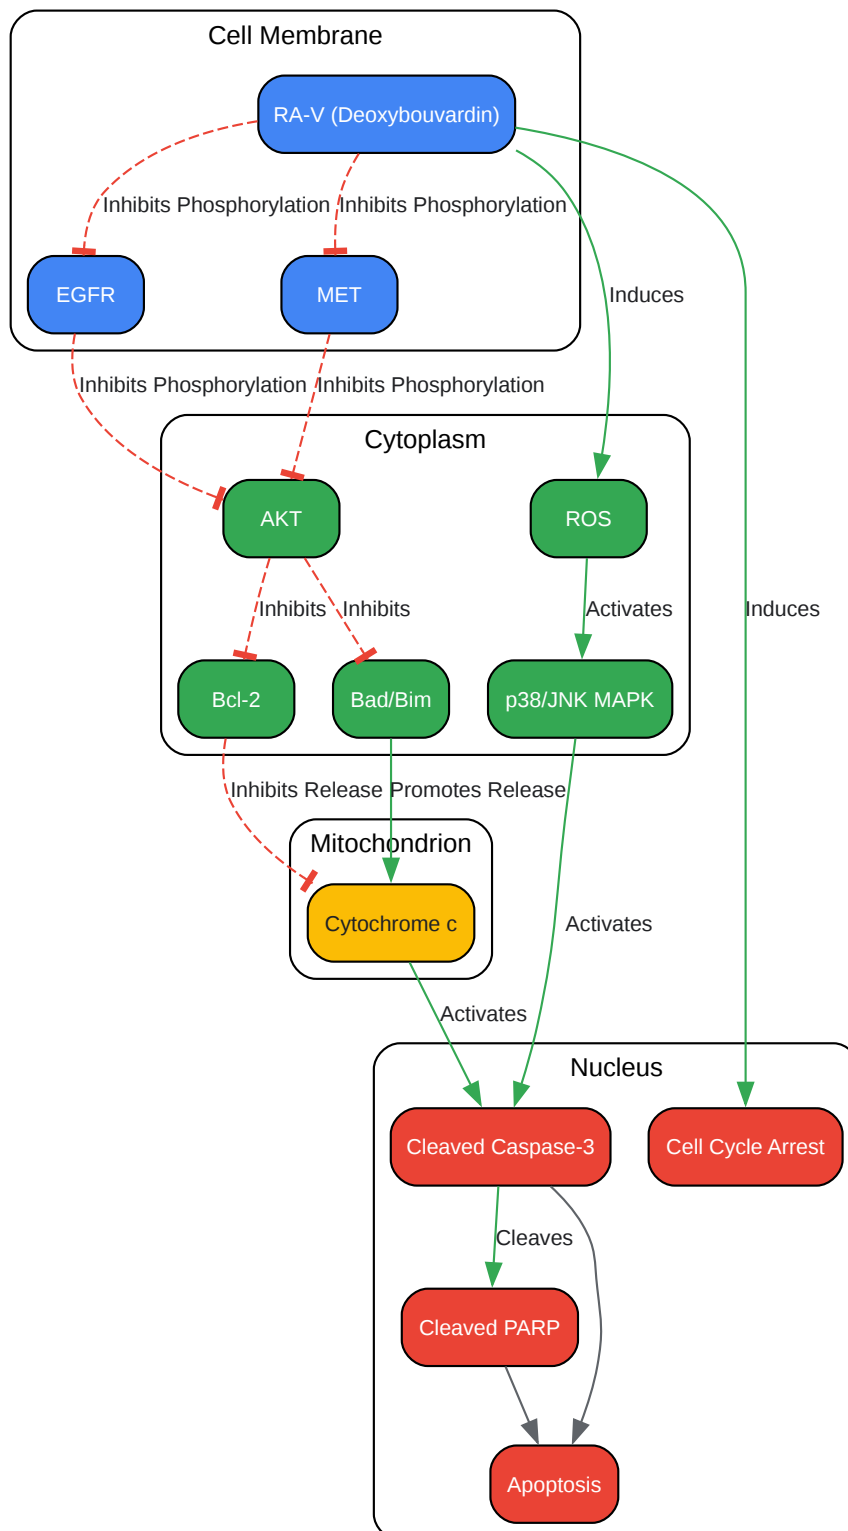 Cell Membrane
RA-V (Deoxybouvardin)
Inhibits Phosphorylation
Inhibits Phosphorylation
EGFR
MET
Induces
Inhibits Phosphorylation
Inhibits Phosphorylation
Cytoplasm
AKT
ROS
Inhibits
Inhibits
Activates
Induces
Bcl-2
Bad/Bim
p38/JNK MAPK
Inhibits Release
Promotes Release
Mitochondrion
Cytochrome c
Activates
Activates
Nucleus
Cleaved Caspase-3
Cell Cycle Arrest
Cleaves
Cleaved PARP
Apoptosis